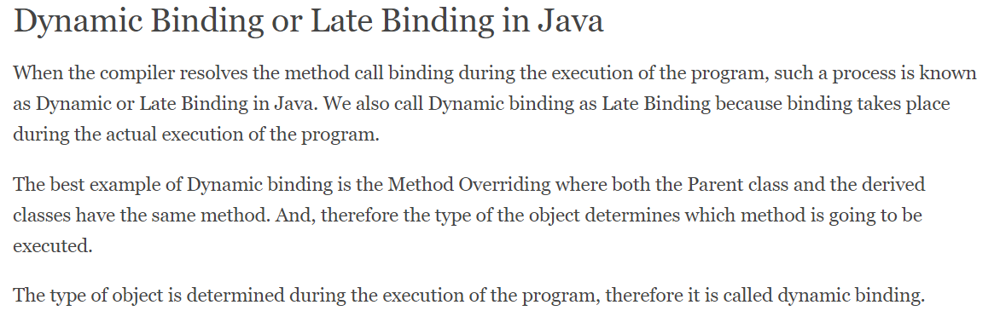 Dynamic Binding or Late Binding in Java
When the compiler resolves the method call binding during the execution of the program, such a process is known
as Dynamic or Late Binding in Java. We also call Dynamic binding as Late Binding because binding takes place
during the actual execution of the program.
The best example of Dynamic binding is the Method Overriding where both the Parent class and the derived
classes have the same method. And, therefore the type of the object determines which method is going to be
executed.
The type of object is determined during the execution of the program, therefore it is called dynamic binding.